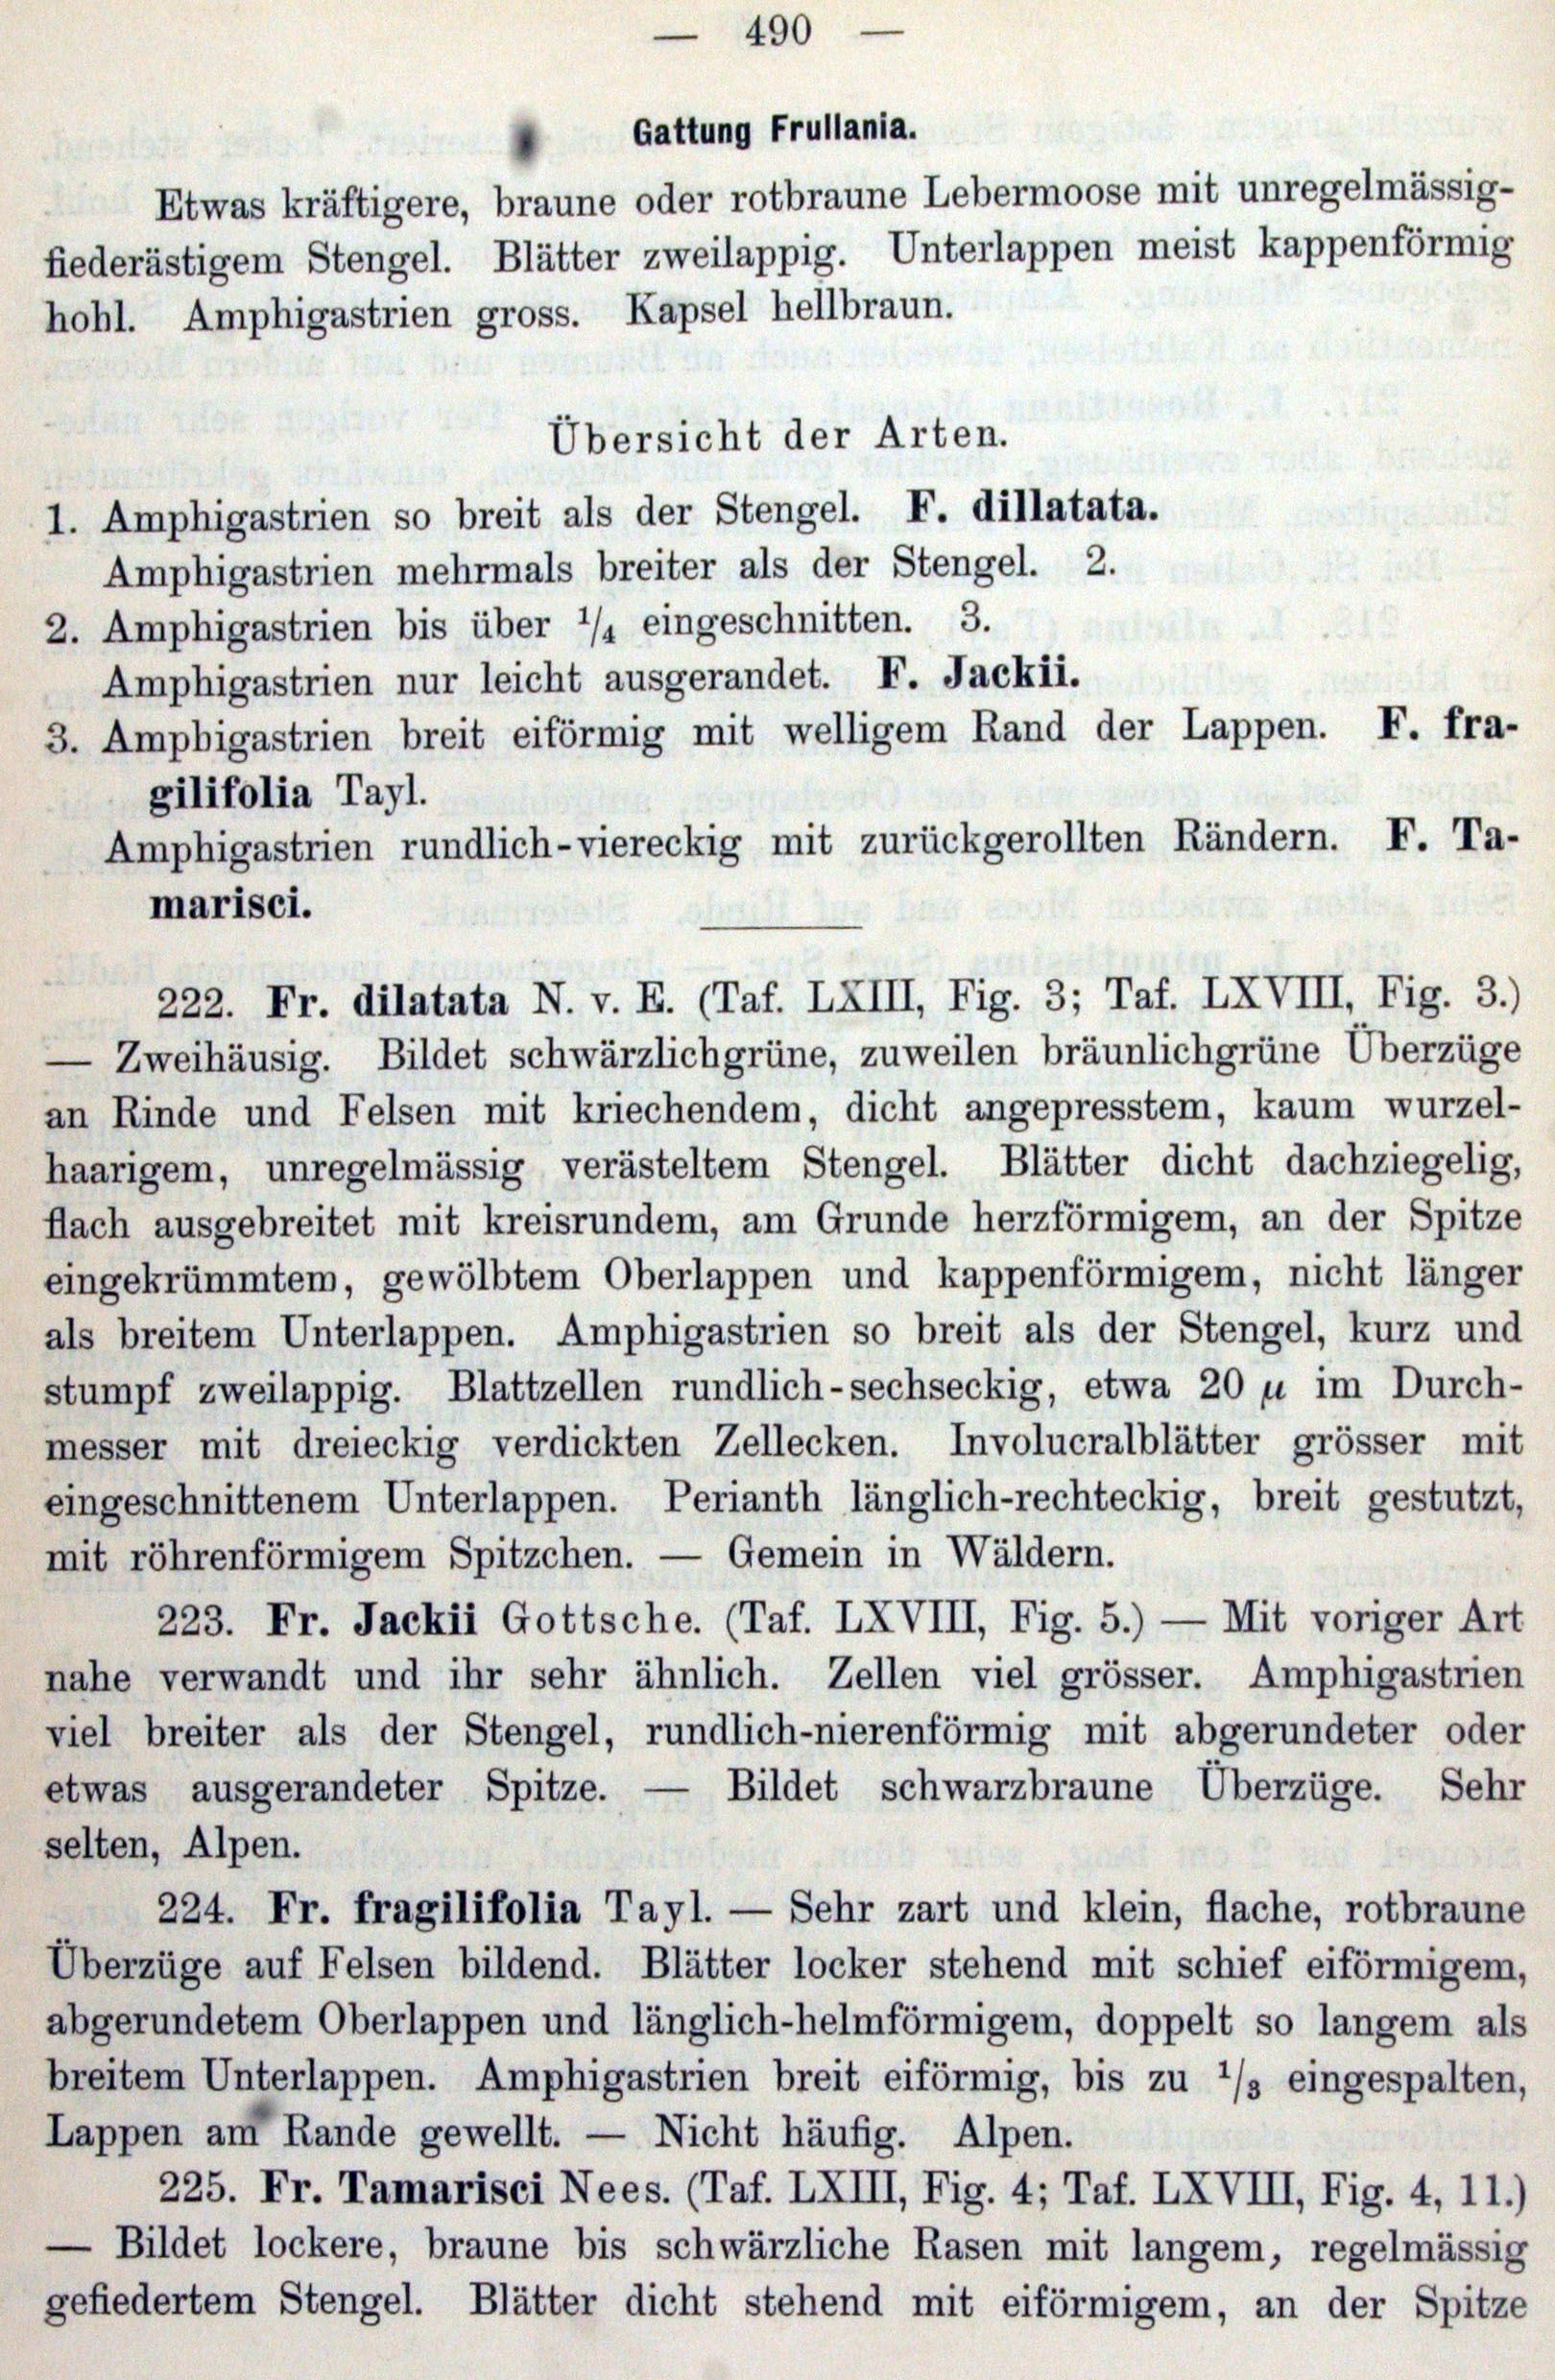 — 490 —
Gattung Frullania.
Etwas kräftigere, braune oder rotbraune Lebermoose mit unregelmässig-
fiederästigem Stengel. Blätter zweilappig. Unterlappen meist kappenförmig
hohl. Amphigastrien gross. Kapsel hellbraun.
Übersicht der Arten.
1. Amphigastrien so breit als der Stengel. F. dillatata.
Amphigastrien mehrmals breiter als der Stengel. 2.
2. Amphigastrien bis über 1/4 eingeschnitten. 3.
Amphigastrien nur leicht ausgerandet. F. Jackii.
3. Amphigastrien breit eiförmig mit welligem Rand der Lappen. F. fra-
gilifolia Tayl.
Amphigastrien rundlich-viereckig mit zurückgerollten Rändern. F. Ta-
marisci.
222. Fr. dilatata N. v. E. (Taf. LXIII, Fig. 3; Taf. LXVIII, Fig. 3.)
— Zweihäusig. Bildet schwärzlichgrüne, zuweilen bräunlichgrüne Überzüge
an Rinde und Felsen mit kriechendem, dicht angepresstem, kaum wurzel-
haarigem, unregelmässig verästeltem Stengel. Blätter dicht dachziegelig,
flach ausgebreitet mit kreisrundem, am Grunde herzförmigem, an der Spitze
eingekrümmtem, gewölbtem Oberlappen und kappenförmigem, nicht länger
als breitem Unterlappen. Amphigastrien so breit als der Stengel, kurz und
stumpf zweilappig. Blattzellen rundlich-sechseckig, etwa 20 µ im Durch-
messer mit dreieckig verdickten Zellecken. Involucralblätter grösser mit
eingeschnittenem Unterlappen. Perianth länglich-rechteckig, breit gestutzt,
mit röhrenförmigem Spitzchen. — Gemein in Wäldern.
223. Fr. Jackii Gottsche. (Taf. LXVIII, Fig. 5.) — Mit voriger Art
nahe verwandt und ihr sehr ähnlich. Zellen viel grösser. Amphigastrien
viel breiter als der Stengel, rundlich-nierenförmig mit abgerundeter oder
etwas ausgerandeter Spitze. — Bildet schwarzbraune Überzüge. Sehr
selten, Alpen.
224. Fr. fragilifolia Tayl. — Sehr zart und klein, flache, rotbraune
Überzüge auf Felsen bildend. Blätter locker stehend mit schief eiförmigem,
abgerundetem Oberlappen und länglich-helmförmigem, doppelt so langem als
breitem Unterlappen. Amphigastrien breit eiförmig, bis zu 1/3 eingespalten,
Lappen am Rande gewellt. — Nicht häufig. Alpen.
225. Fr. Tamarisci Nees. (Taf. LXIII, Fig. 4; Taf. LXVIII, Fig. 4, 11.)
— Bildet lockere, braune bis schwärzliche Rasen mit langem, regelmässig
gefiedertem Stengel. Blätter dicht stehend mit eiförmigem, an der Spitze